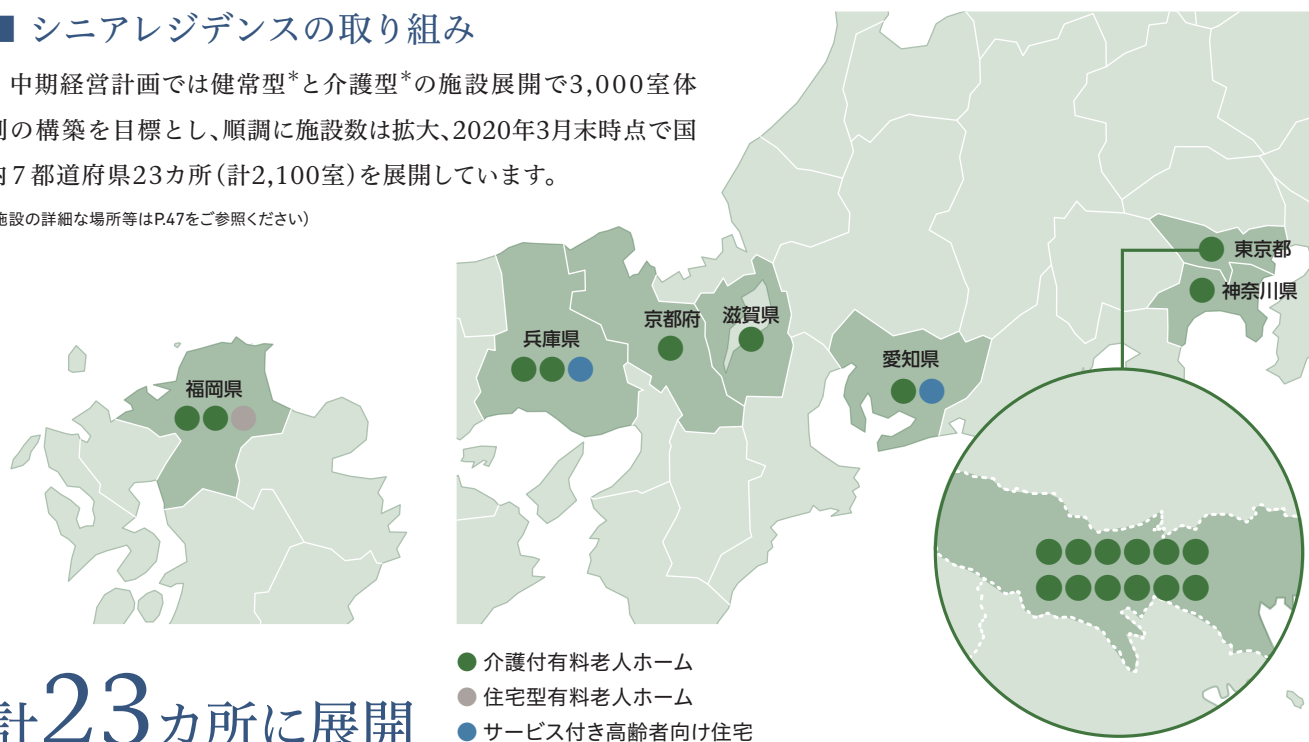 ■ シニアレジデンスの取り組み
中期経営計画では健常型*と介護型*の施設展開で3,000室体
制の構築を目標とし、順調に施設数は拡大、2020年3月末時点で国
内7都道府県23カ所(計2,100室)を展開しています。
施設の詳細な場所等はP.47をご参照ください)
東京都
神奈川県
滋賀県
京都府
兵庫県
愛知県
福岡県
介護付有料老人ホーム
住宅型有料老人ホーム
サービス付き高齢者向け住宅
計23カ所に展開